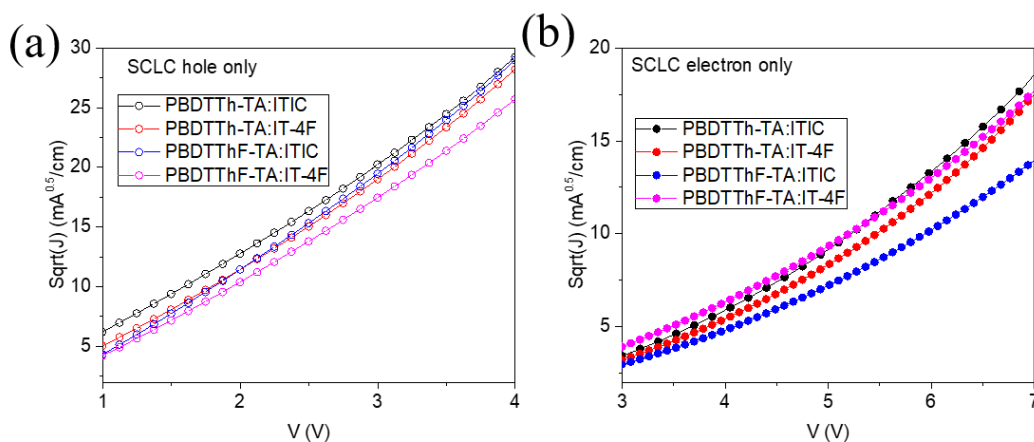 (a)
30
25
20
15
10
5
1
2
3
4
Sqrt(J) (mA^0.5/cm)
V (V)
SCLC hole only
PBDTTh-TA:ITIC
PBDTTh-TA:IT-4F
PBDTThF-TA:ITIC
PBDTThF-TA:IT-4F
(b)
20
15
10
5
3
4
5
6
7
Sqrt(J) (mA^0.5/cm)
V (V)
SCLC electron only
PBDTTh-TA:ITIC
PBDTTh-TA:IT-4F
PBDTThF-TA:ITIC
PBDTThF-TA:IT-4F